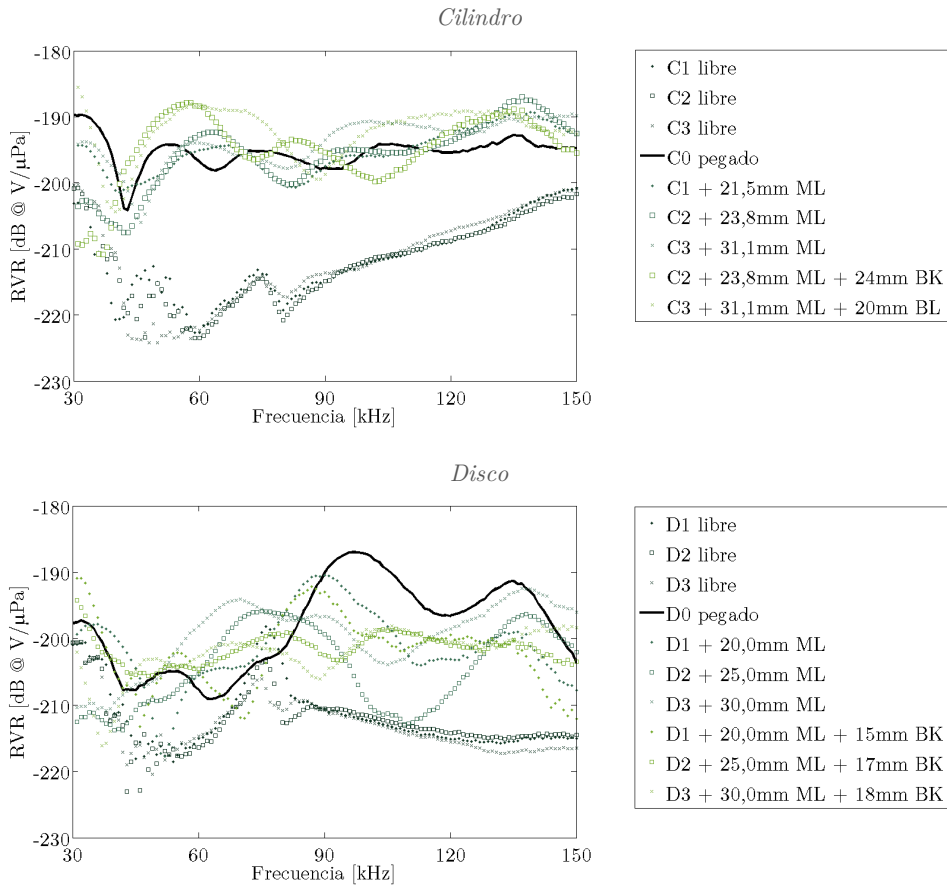 Cilindro
-180
-190
-200
-210
-220
-230
RVR [dB @ V/µPa]
30
60
90
120
150
Frecuencia [kHz]
C1 libre
C2 libre
C3 libre
C0 pegado
C1 + 21,5mm ML
C2 + 23,8mm ML
C3 + 31,1mm ML
C2 + 23,8mm ML + 24mm BK
C3 + 31,1mm ML + 20mm BL
Disco
-180
-190
-200
-210
-220
-230
RVR [dB @ V/µPa]
30
60
90
120
150
Frecuencia [kHz]
D1 libre
D2 libre
D3 libre
D0 pegado
D1 + 20,0mm ML
D2 + 25,0mm ML
D3 + 30,0mm ML
D1 + 20,0mm ML + 15mm BK
D2 + 25,0mm ML + 17mm BK
D3 + 30,0mm ML + 18mm BK